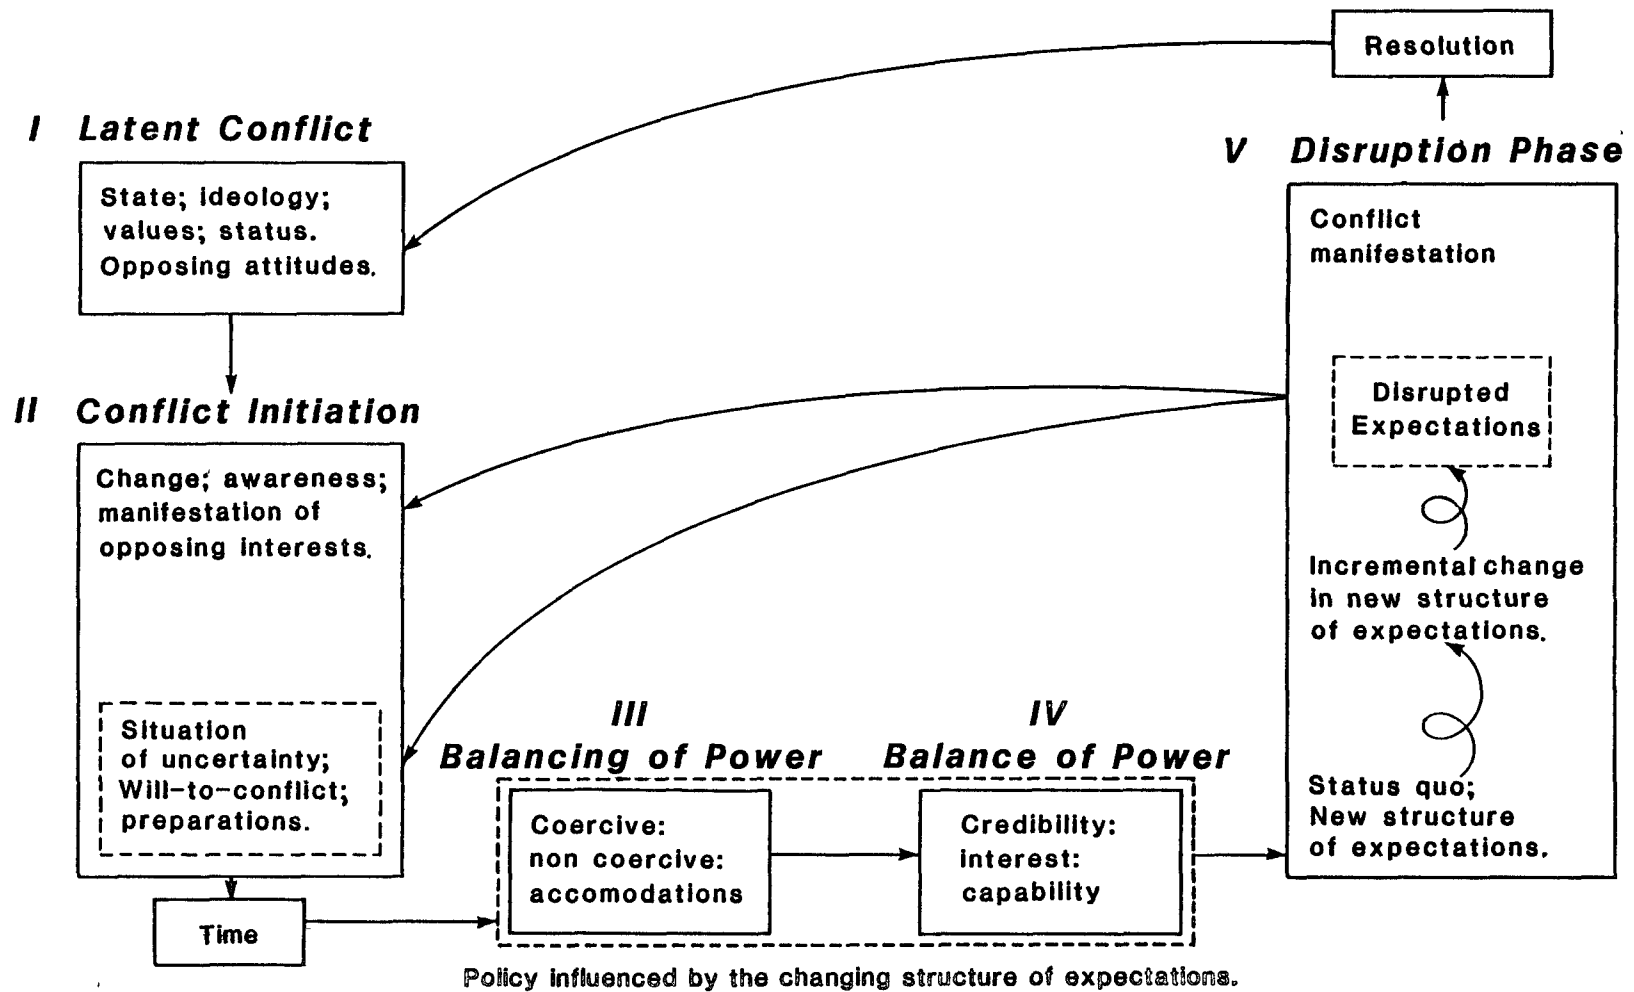 Resolution
I Latent Conflict
State; ideology;
values; status.
Opposing attitudes.
II Conflict Initiation
Change; awareness;
manifestation of
opposing interests.
Situation
of uncertainty;
Will-to-conflict;
preparations.
Time
III
Balancing of Power
Coercive:
non coercive:
accomodations
IV
Balance of Power
Credibility:
interest:
capability
Policy influenced by the changing structure of expectations.
V Disruption Phase
Conflict
manifestation
Disrupted
Expectations
Incremental change
in new structure
of expectations.
Status quo;
New structure
of expectations.